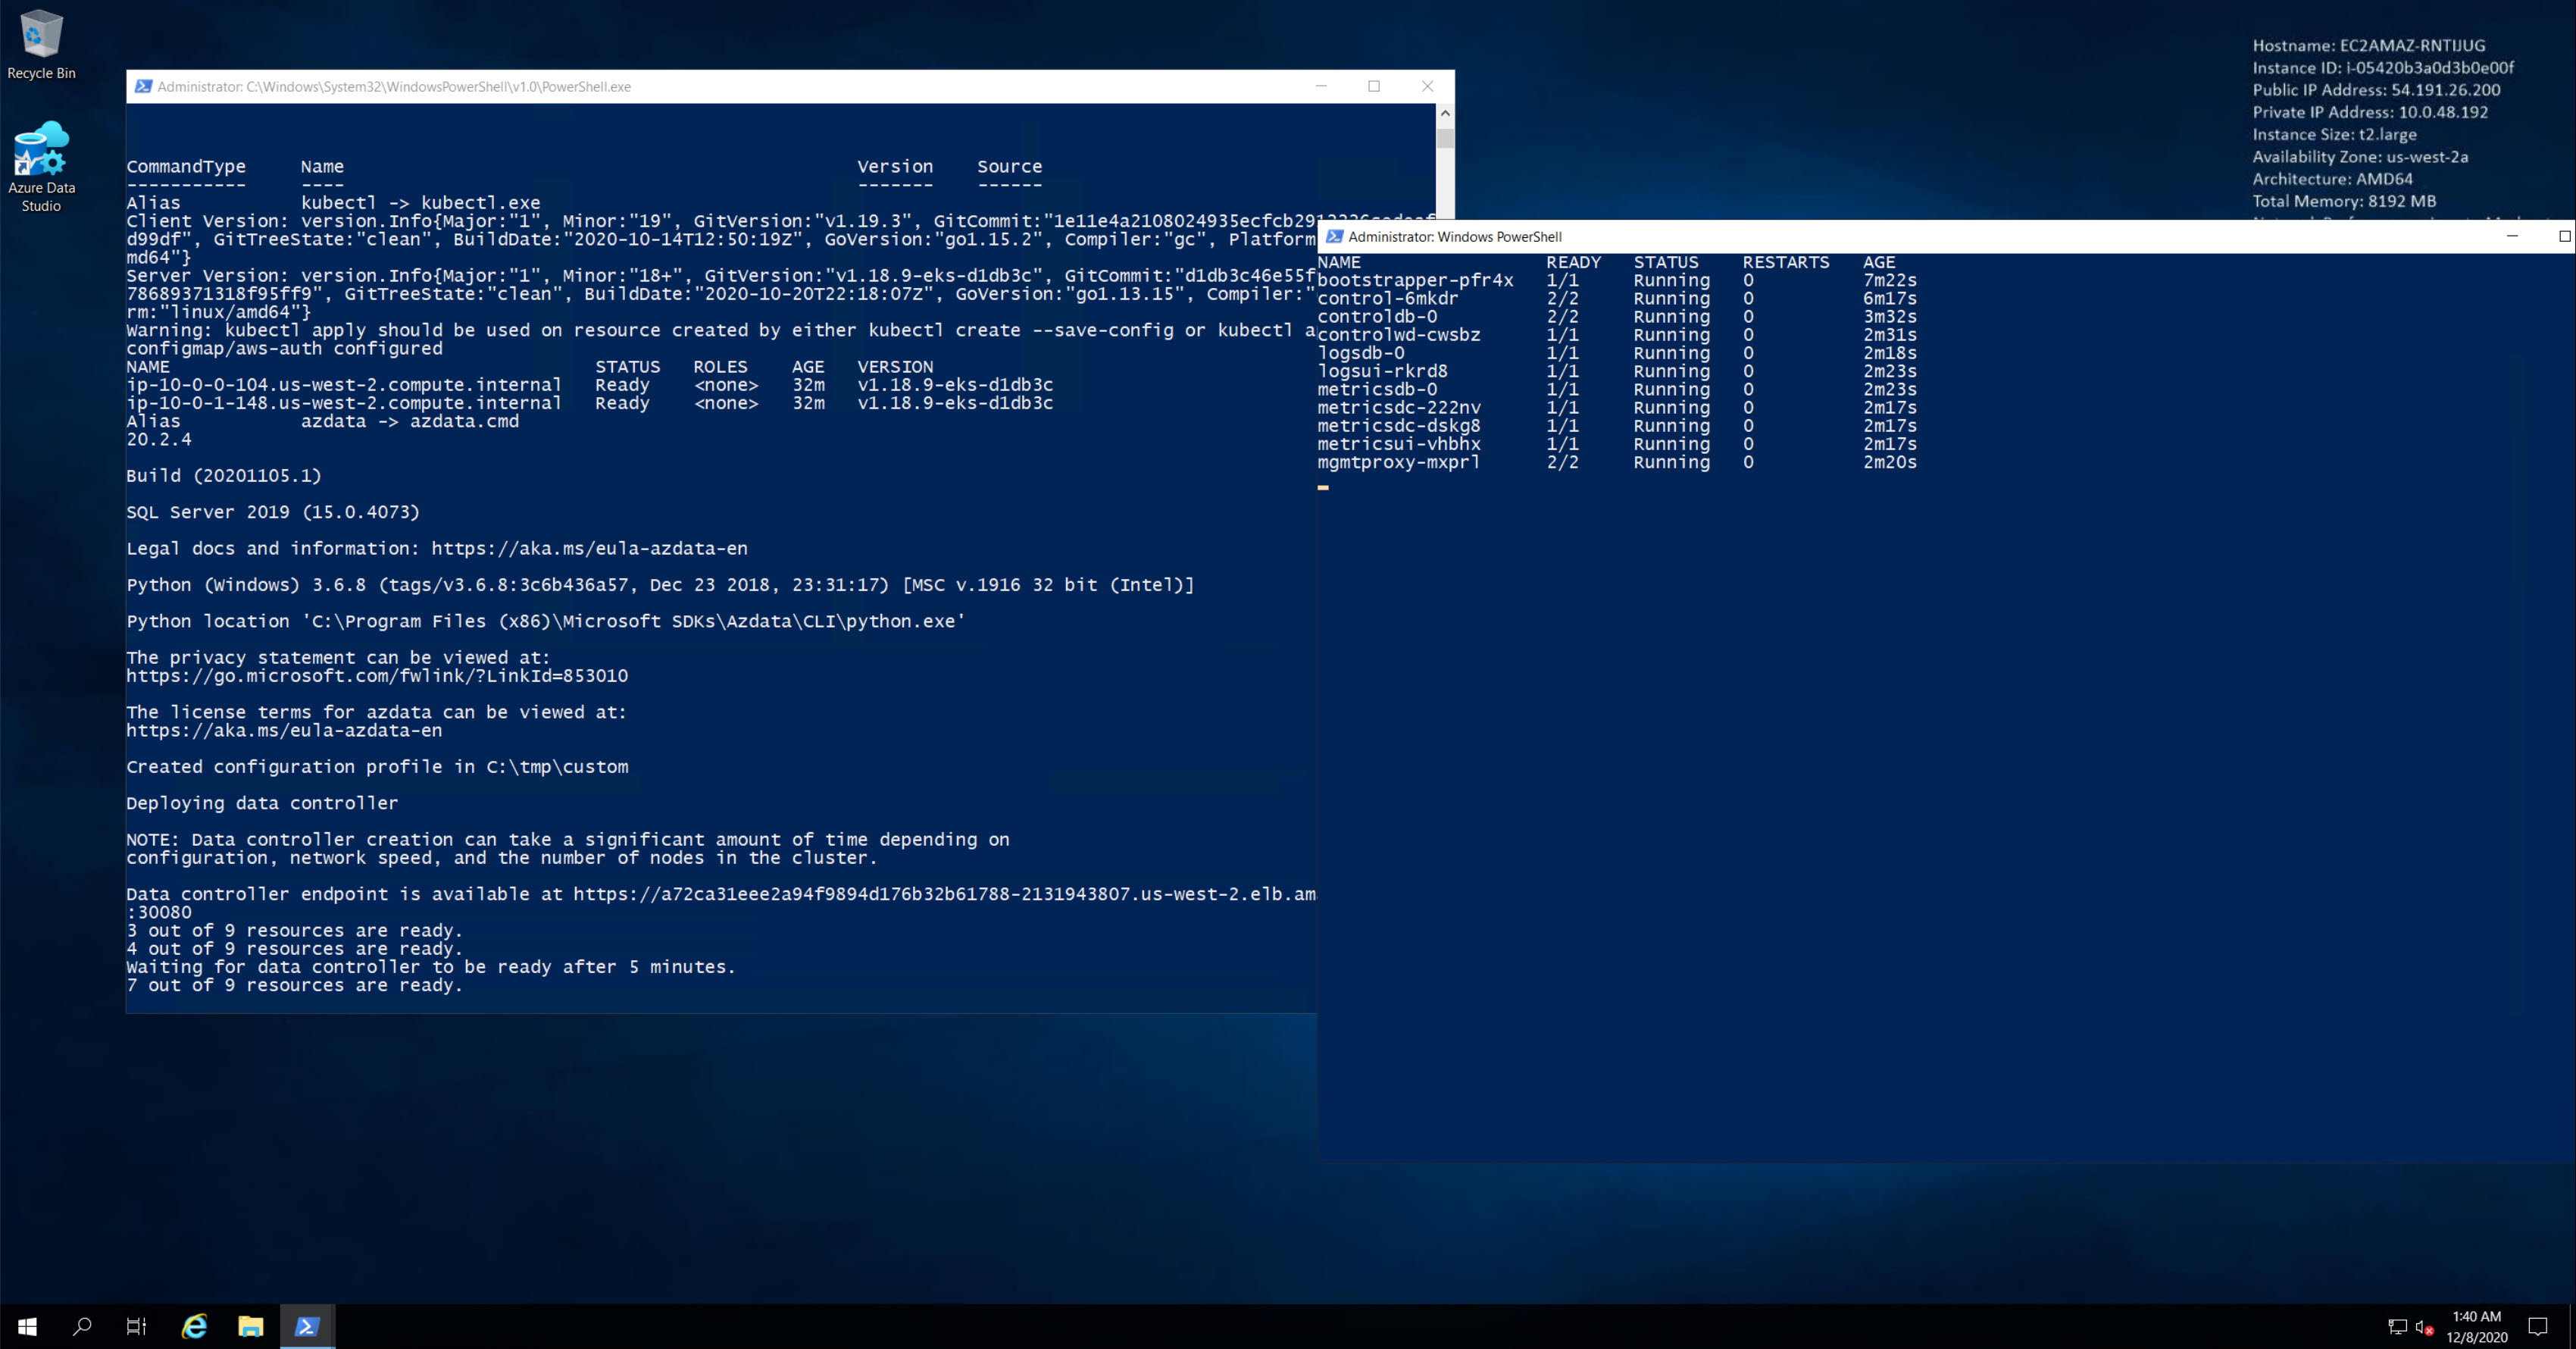 Recycle Bin
Azure Data
Studio
Hostname: EC2AMAZ-RNTIJUG
Instance ID: i-05420b3a0d3b0e00f
Public IP Address: 54.191.26.200
Private IP Address: 10.0.48.192
Instance Size: t2.large
Availability Zone: us-west-2a
Architecture: AMD64
Total Memory: 8192 MB
Administrator: C:\Windows\System32\WindowsPowerShell\v1.0\PowerShell.exe
CommandType     Name                                               Version    Source
-----------     ----                                               -------    ------
Alias           kubectl -> kubectl.exe
Client Version: version.Info{Major:"1", Minor:"19", GitVersion:"v1.19.3", GitCommit:"1e11e4a2108024935ecfcb2912226cedeaf
d99df", GitTreeState:"clean", BuildDate:"2020-10-14T12:50:19Z", GoVersion:"go1.15.2", Compiler:"gc", Platform
md64"}
Server Version: version.Info{Major:"1", Minor:"18+", GitVersion:"v1.18.9-eks-d1db3c", GitCommit:"d1db3c46e55f
78689371318f95ff9", GitTreeState:"clean", BuildDate:"2020-10-20T22:18:07Z", GoVersion:"go1.13.15", Compiler:"
rm:"linux/amd64"}
Warning: kubectl apply should be used on resource created by either kubectl create --save-config or kubectl a
configmap/aws-auth configured
NAME                                       STATUS   ROLES    AGE   VERSION
ip-10-0-0-104.us-west-2.compute.internal   Ready    <none>   32m   v1.18.9-eks-d1db3c
ip-10-0-1-148.us-west-2.compute.internal   Ready    <none>   32m   v1.18.9-eks-d1db3c
Alias           azdata -> azdata.cmd
20.2.4
Build (20201105.1)
SQL Server 2019 (15.0.4073)
Legal docs and information: https://aka.ms/eula-azdata-en
Python (Windows) 3.6.8 (tags/v3.6.8:3c6b436a57, Dec 23 2018, 23:31:17) [MSC v.1916 32 bit (Intel)]
Python location 'C:\Program Files (x86)\Microsoft SDKs\Azdata\CLI\python.exe'
The privacy statement can be viewed at:
https://go.microsoft.com/fwlink/?LinkId=853010
The license terms for azdata can be viewed at:
https://aka.ms/eula-azdata-en
Created configuration profile in C:\tmp\custom
Deploying data controller
NOTE: Data controller creation can take a significant amount of time depending on
configuration, network speed, and the number of nodes in the cluster.
Data controller endpoint is available at https://a72ca31eee2a94f9894d176b32b61788-2131943807.us-west-2.elb.am
:30080
3 out of 9 resources are ready.
4 out of 9 resources are ready.
Waiting for data controller to be ready after 5 minutes.
7 out of 9 resources are ready.
Administrator: Windows PowerShell
NAME                 READY   STATUS    RESTARTS   AGE
bootstrapper-pfr4x   1/1     Running   0          7m22s
control-6mkdr        2/2     Running   0          6m17s
controldb-0          2/2     Running   0          3m32s
controlwd-cwsbz      1/1     Running   0          2m31s
logsdb-0             1/1     Running   0          2m18s
logsui-rkrd8         1/1     Running   0          2m23s
metricsdb-0          1/1     Running   0          2m23s
metricsdc-222nv      1/1     Running   0          2m17s
metricsdc-dskg8      1/1     Running   0          2m17s
metricsui-vhbhx      1/1     Running   0          2m17s
mgmtproxy-mxprl      2/2     Running   0          2m20s
1:40 AM
12/8/2020